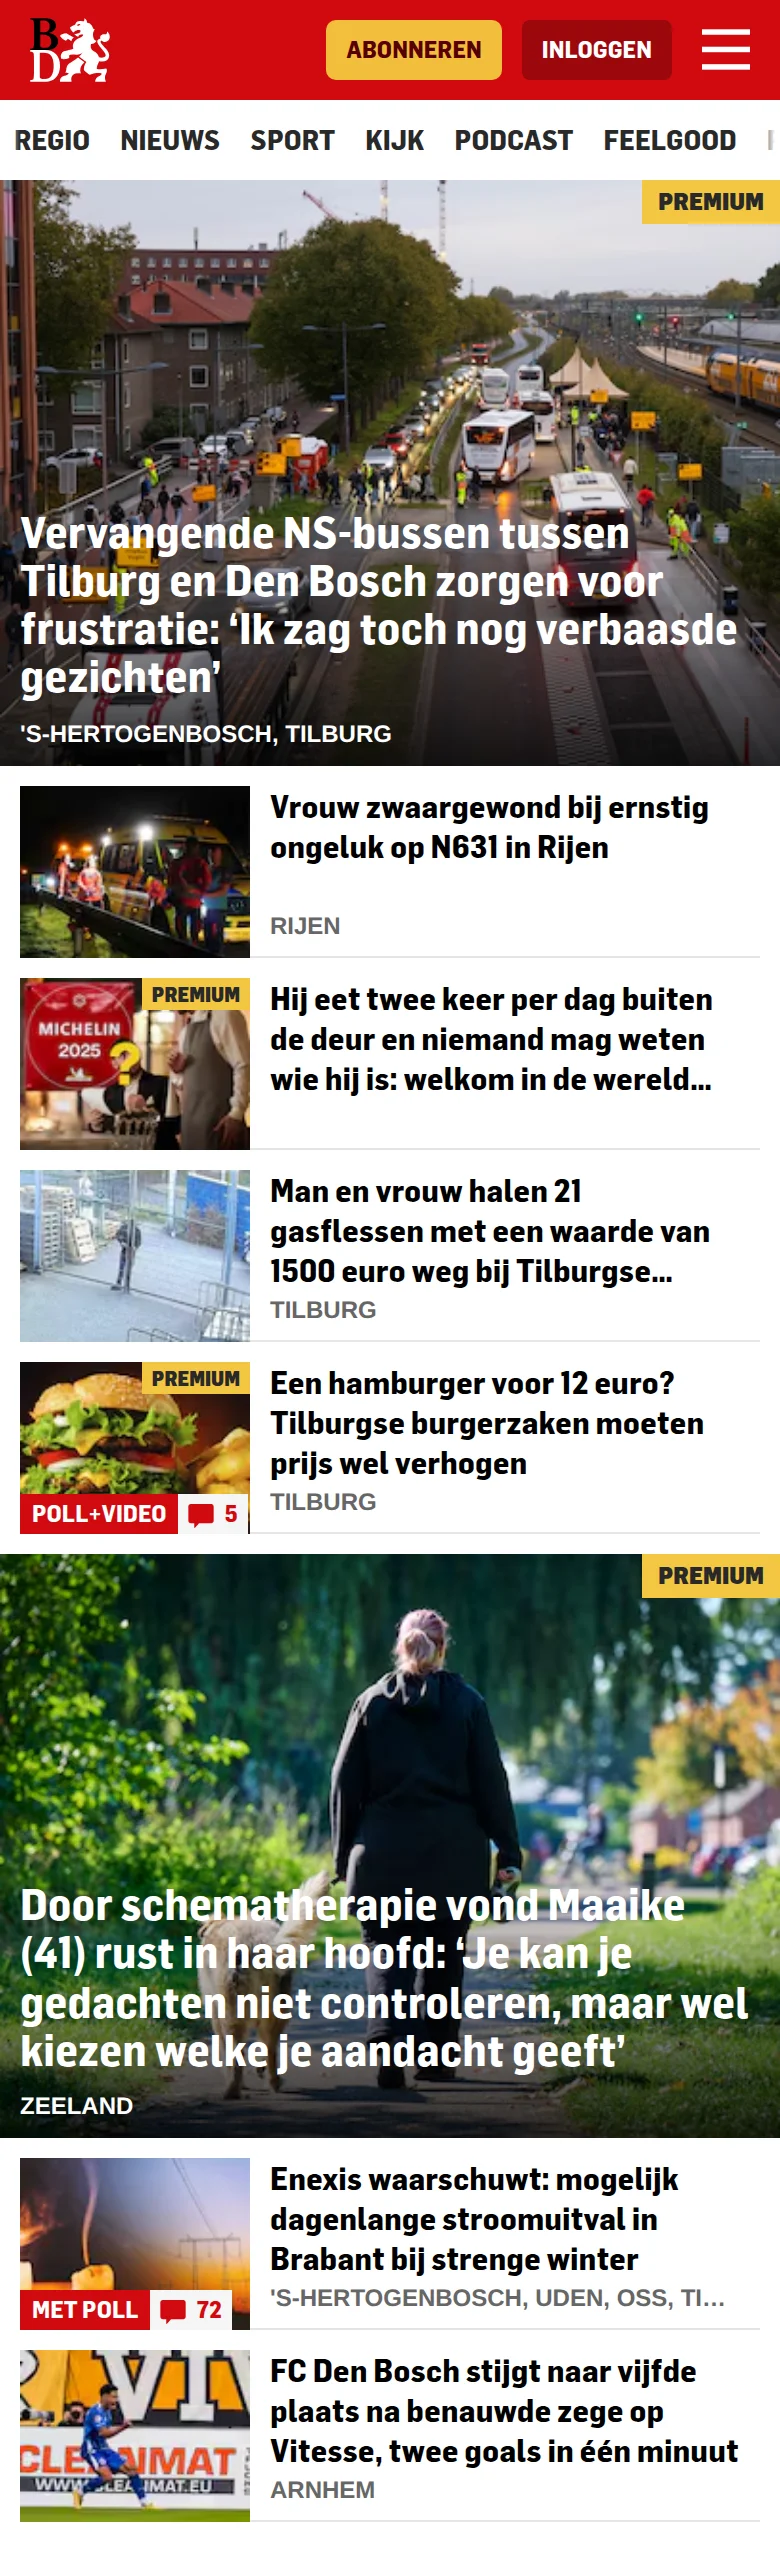 BD
ABONNEREN
INLOGGEN
REGIO NIEUWS SPORT KIJK PODCAST FEELGOOD
PREMIUM
Vervangende NS-bussen tussen
Tilburg en Den Bosch zorgen voor
frustratie: ‘Ik zag toch nog verbaasde
gezichten’
'S-HERTOGENBOSCH, TILBURG
Vrouw zwaargewond bij ernstig
ongeluk op N631 in Rijen
RIJEN
PREMIUM
MICHELIN
2025
?
Hij eet twee keer per dag buiten
de deur en niemand mag weten
wie hij is: welkom in de wereld...
Man en vrouw halen 21
gasflessen met een waarde van
1500 euro weg bij Tilburgse...
TILBURG
PREMIUM
POLL+VIDEO 5
Een hamburger voor 12 euro?
Tilburgse burgerzaken moeten
prijs wel verhogen
TILBURG
PREMIUM
Door schematherapie vond Maaike
(41) rust in haar hoofd: ‘Je kan je
gedachten niet controleren, maar wel
kiezen welke je aandacht geeft’
ZEELAND
MET POLL 72
Enexis waarschuwt: mogelijk
dagenlange stroomuitval in
Brabant bij strenge winter
'S-HERTOGENBOSCH, UDEN, OSS, TI...
FC Den Bosch stijgt naar vijfde
plaats na benauwde zege op
Vitesse, twee goals in één minuut
ARNHEM